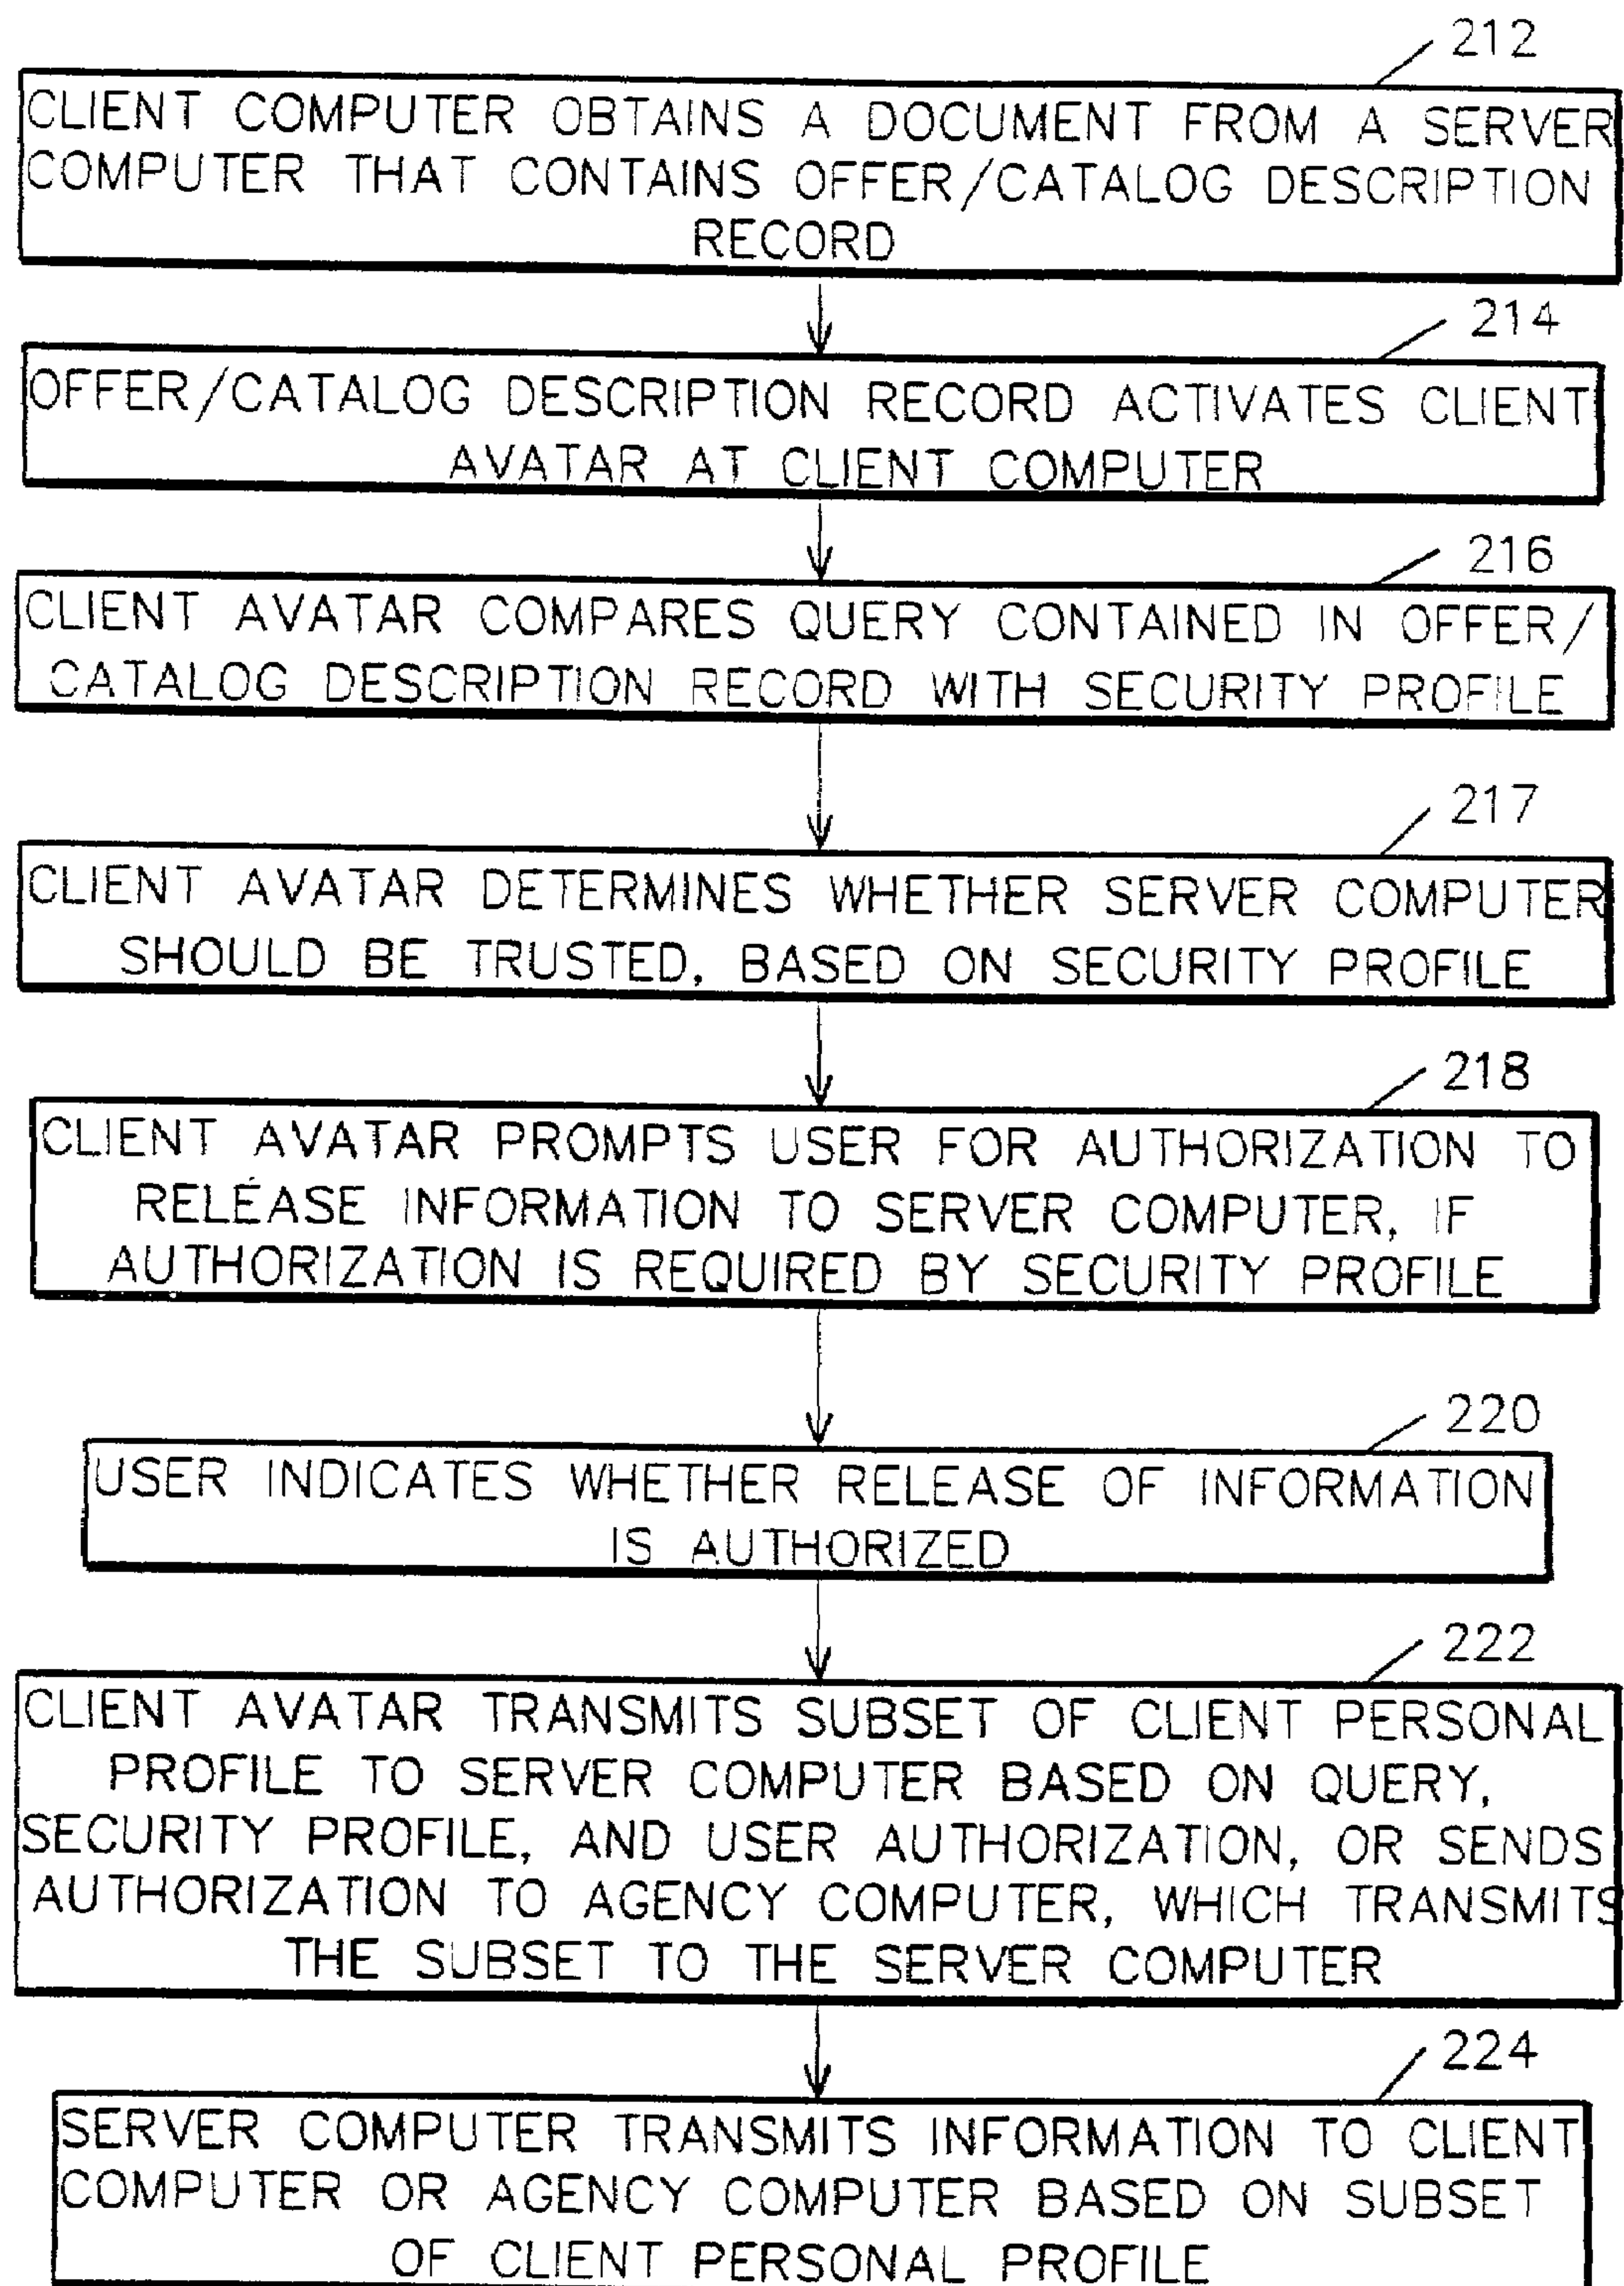 212
CLIENT COMPUTER OBTAINS A DOCUMENT FROM A SERVER
COMPUTER THAT CONTAINS OFFER/CATALOG DESCRIPTION
RECORD
214
OFFER/CATALOG DESCRIPTION RECORD ACTIVATES CLIENT
AVATAR AT CLIENT COMPUTER
216
CLIENT AVATAR COMPARES QUERY CONTAINED IN OFFER/
CATALOG DESCRIPTION RECORD WITH SECURITY PROFILE
217
CLIENT AVATAR DETERMINES WHETHER SERVER COMPUTER
SHOULD BE TRUSTED, BASED ON SECURITY PROFILE
218
CLIENT AVATAR PROMPTS USER FOR AUTHORIZATION TO
RELEASE INFORMATION TO SERVER COMPUTER, IF
AUTHORIZATION IS REQUIRED BY SECURITY PROFILE
220
USER INDICATES WHETHER RELEASE OF INFORMATION
IS AUTHORIZED
222
CLIENT AVATAR TRANSMITS SUBSET OF CLIENT PERSONAL
PROFILE TO SERVER COMPUTER BASED ON QUERY,
SECURITY PROFILE, AND USER AUTHORIZATION, OR SENDS
AUTHORIZATION TO AGENCY COMPUTER, WHICH TRANSMITS
THE SUBSET TO THE SERVER COMPUTER
224
SERVER COMPUTER TRANSMITS INFORMATION TO CLIENT
COMPUTER OR AGENCY COMPUTER BASED ON SUBSET
OF CLIENT PERSONAL PROFILE